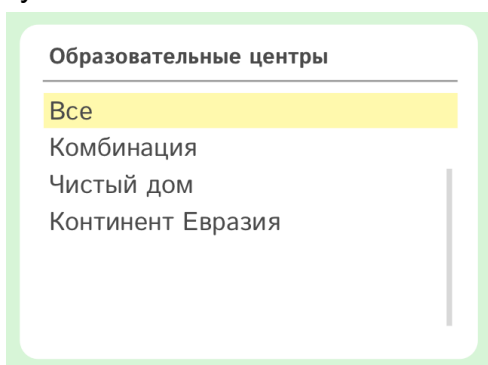 Образовательные центры
Все
Комбинация
Чистый дом
Континент Евразия